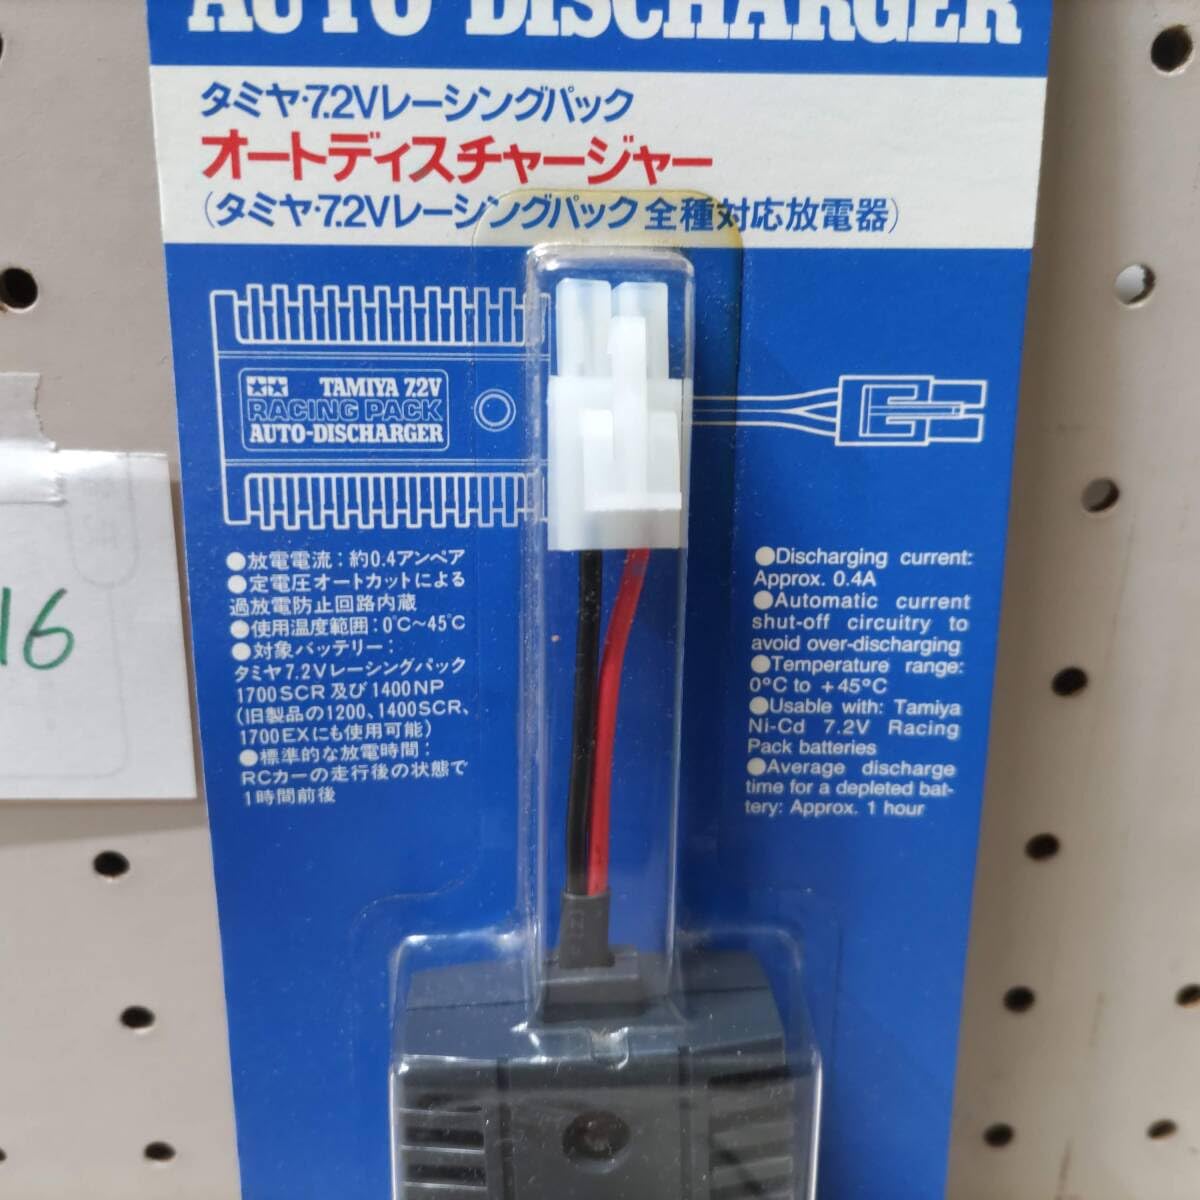 AUTO DISCHARGER
タミヤ・7.2Vレーシングパック
オートディスチャージャー
(タミヤ・7.2Vレーシングパック 全種対応放電器)
TAMIYA 7.2V
RACING PACK
AUTO-DISCHARGER
●放電電流：約0.4アンペア
●定電圧オートカットによる
過放電防止回路内蔵
●使用温度範囲：0℃〜45℃
●対象バッテリー：
タミヤ7.2Vレーシングパック
1700SCR 及び1400NP
(旧製品の1200、1400SCR、
1700EXにも使用可能)
●標準的な放電時間：
RCカーの走行後の状態で
1時間前後
●Discharging current:
Approx. 0.4A
●Automatic current
shut-off circuitry to
avoid over-discharging
●Temperature range:
0°C to +45°C
●Usable with: Tamiya
Ni-Cd 7.2V Racing
Pack batteries
●Average discharge
time for a depleted bat-
tery: Approx. 1 hour
16